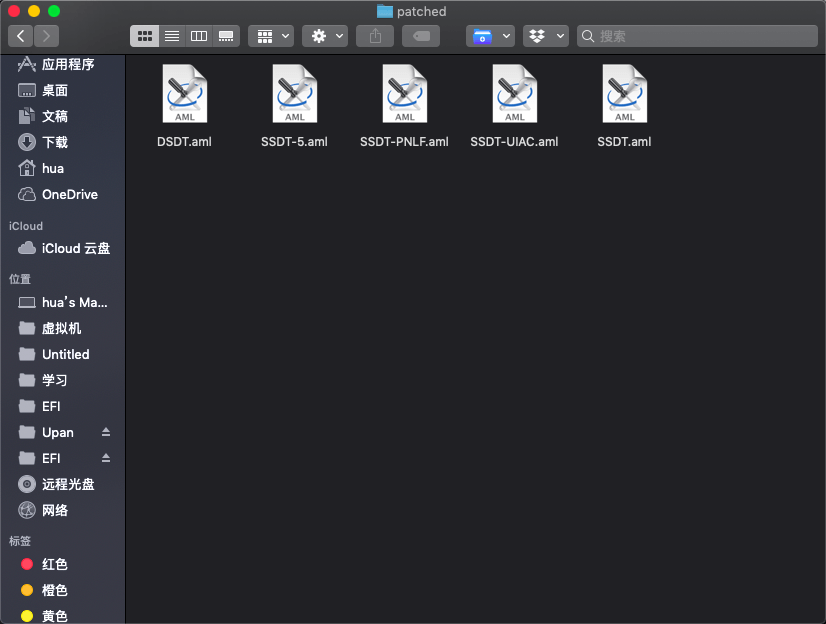 patched
搜索
应用程序
桌面
文稿
下载
hua
OneDrive
iCloud
iCloud 云盘
位置
hua's Ma...
虚拟机
Untitled
学习
EFI
Upan
EFI
远程光盘
网络
标签
红色
橙色
黄色
AML AML AML AML AML
DSDT.aml SSDT-5.aml SSDT-PNLF.aml SSDT-UIAC.aml SSDT.aml